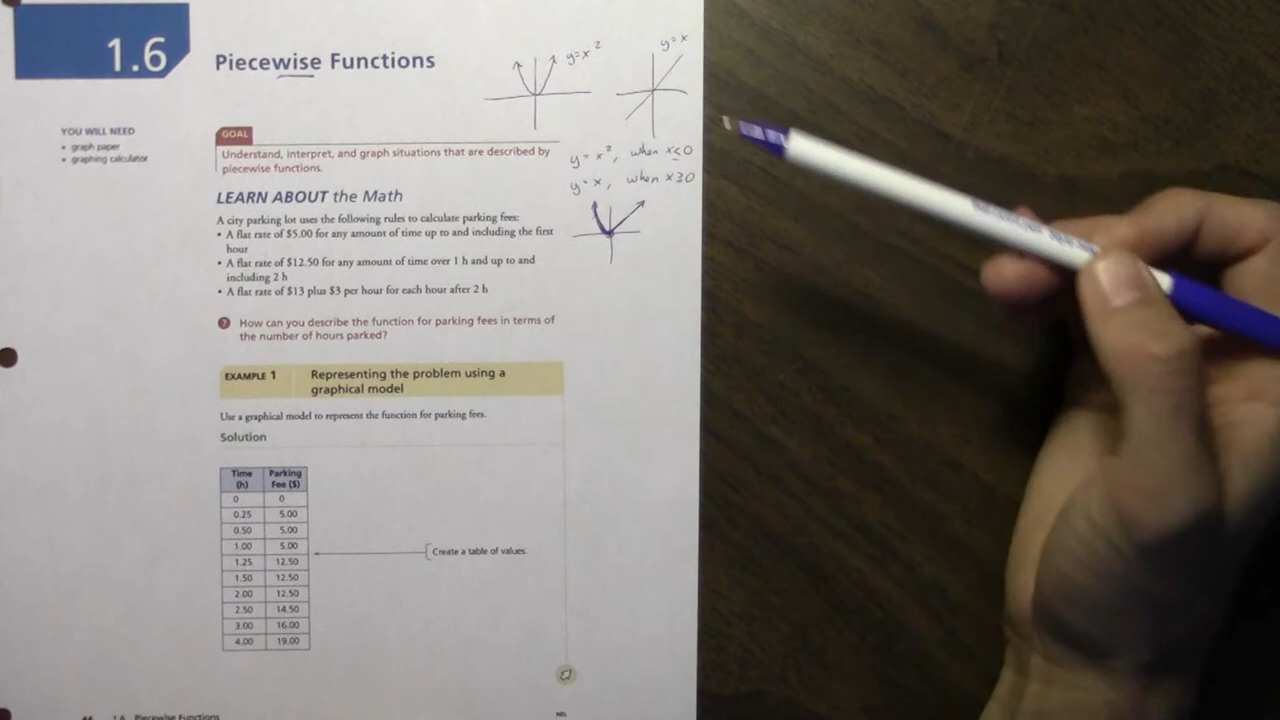 1.6
Piecewise Functions
y=x²
y=x
YOU WILL NEED
• graph paper
• graphing calculator
GOAL
Understand, interpret, and graph situations that are described by
piecewise functions.
y=x², when x<0
y=x, when x≥0
LEARN ABOUT the Math
A city parking lot uses the following rules to calculate parking fees:
• A flat rate of $5.00 for any amount of time up to and including the first
hour
• A flat rate of $12.50 for any amount of time over 1 h and up to and
including 2 h
• A flat rate of $13 plus $3 per hour for each hour after 2 h
? How can you describe the function for parking fees in terms of
the number of hours parked?
EXAMPLE 1 Representing the problem using a
graphical model
Use a graphical model to represent the function for parking fees.
Solution
Time Parking
(h) Fee ($)
0 0
0.25 5.00
0.50 5.00
1.00 5.00
1.25 12.50
1.50 12.50
2.00 12.50
2.50 14.50
3.00 16.00
4.00 19.00
Create a table of values.
1.6 Piecewise Functions
NEL